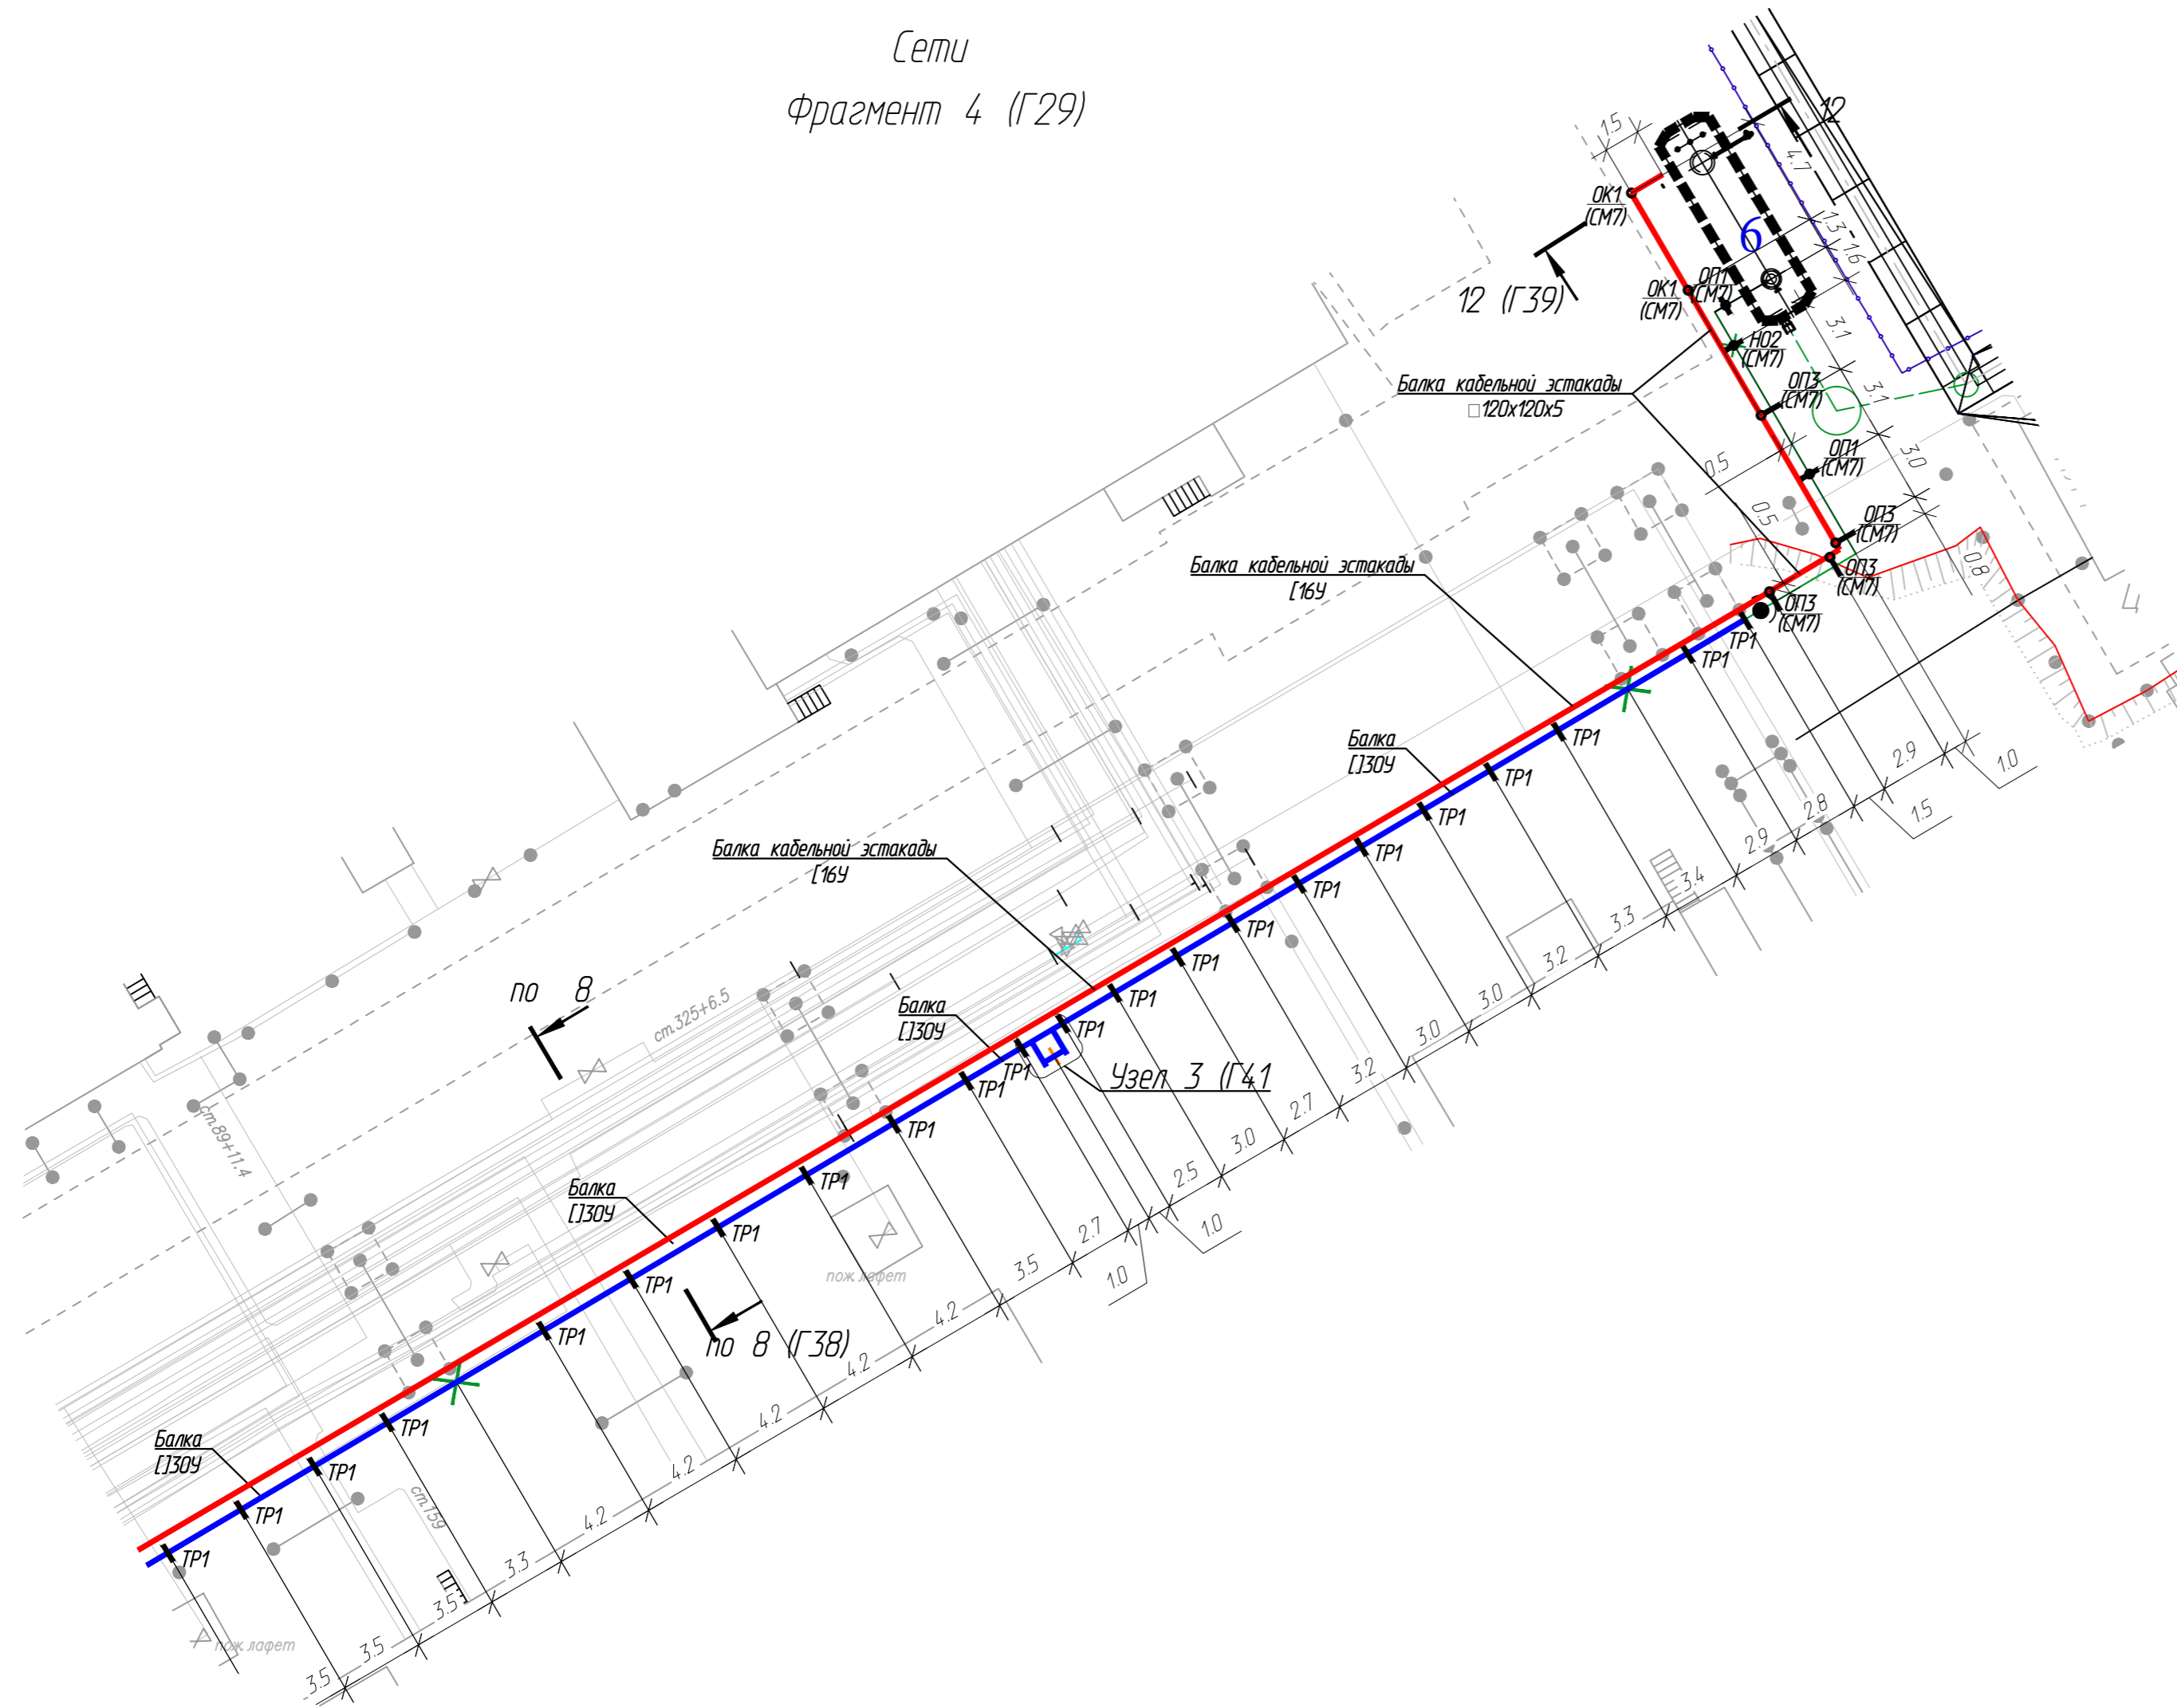 Сети
Фрагмент 4 (Г29)
12
1.5
4.7
ОК1
(СМ7)
6
1.3
1.6
12 (Г39)
ОК1
(СМ7)
ОП1
(СМ7)
3.1
НО2
(СМ7)
Балка кабельной эстакады
□120х120х5
ОП3
(СМ7)
3.1
0.5
ОП1
(СМ7)
3.0
0.5
ОП3
(СМ7)
0.8
Балка кабельной эстакады
[16У
ОП3
(СМ7)
ОП3
(СМ7)
ТР1
ТР1
Ц
Балка
[]30У
ТР1
ТР1
ТР1
ТР1
ТР1
ТР1
ТР1
ТР1
ТР1
ТР1
2.9
1.0
1.5
2.8
2.9
3.4
3.3
3.2
3.0
3.0
3.2
2.7
3.0
2.5
1.0
1.0
2.7
3.5
4.2
4.2
4.2
4.2
4.2
3.3
3.5
3.5
3.5
Балка кабельной эстакады
[16У
по 8
ст.325+6.5
Балка
[]30У
Узел 3 (Г41
ТР1
ТР1
ТР1
ТР1
ТР1
ТР1
ст.89+11.4
Балка
[]30У
пож.лафет
по 8 (Г38)
ТР1
ТР1
ТР1
ТР1
Балка
[]30У
ст.159
пож.лафет